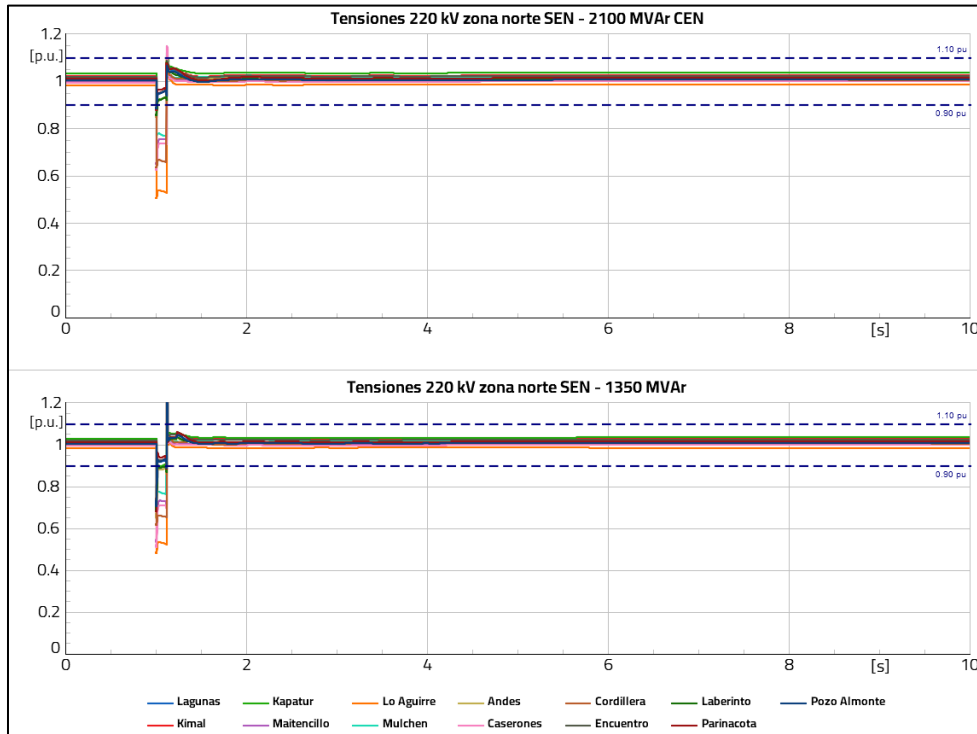 Tensiones 220 kV zona norte SEN - 2100 MVAr CEN
1.2
[p.u.]
1.10 pu
1
0.90 pu
0.8
0.6
0.4
0.2
0
0 2 4 6 8 [s] 10
Tensiones 220 kV zona norte SEN - 1350 MVAr
1.2
[p.u.]
1.10 pu
1
0.90 pu
0.8
0.6
0.4
0.2
0
0 2 4 6 8 [s] 10
Lagunas Kapatur Lo Aguirre Andes Cordillera Laberinto Pozo Almonte
Kimal Maitencillo Mulchen Caserones Encuentro Parinacota